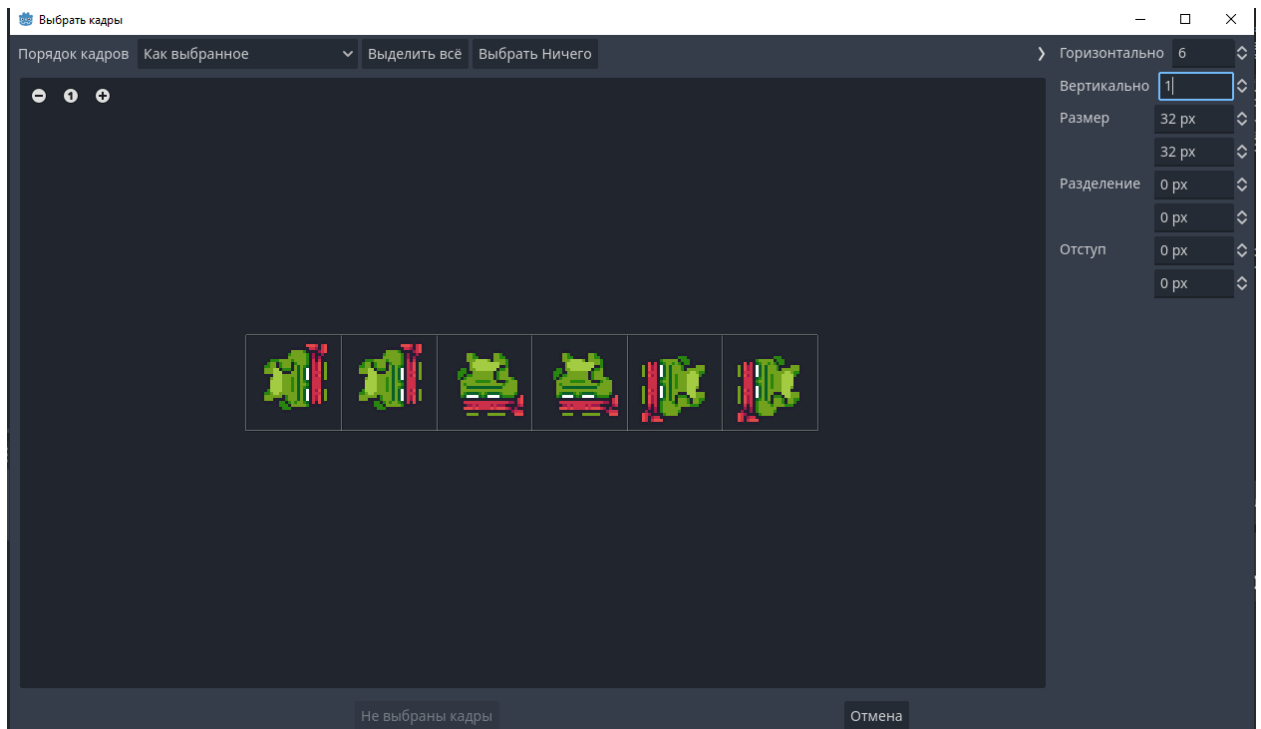 Выбрать кадры
Порядок кадров Как выбранное Выделить всё Выбрать Ничего
Горизонтально 6
Вертикально 1
Размер 32 px
32 px
Разделение 0 px
0 px
Отступ 0 px
0 px
1
Не выбраны кадры Отмена